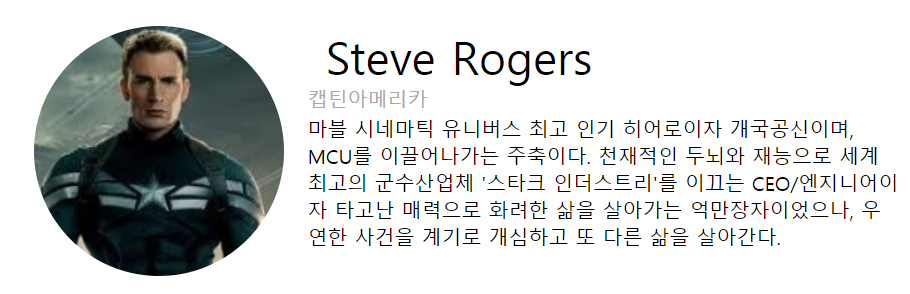 Steve Rogers
캡틴아메리카
마블 시네마틱 유니버스 최고 인기 히어로이자 개국공신이며,
MCU를 이끌어나가는 주축이다. 천재적인 두뇌와 재능으로 세계
최고의 군수산업체 '스타크 인더스트리'를 이끄는 CEO/엔지니어이
자 타고난 매력으로 화려한 삶을 살아가는 억만장자이었으나, 우
연한 사건을 계기로 개심하고 또 다른 삶을 살아간다.